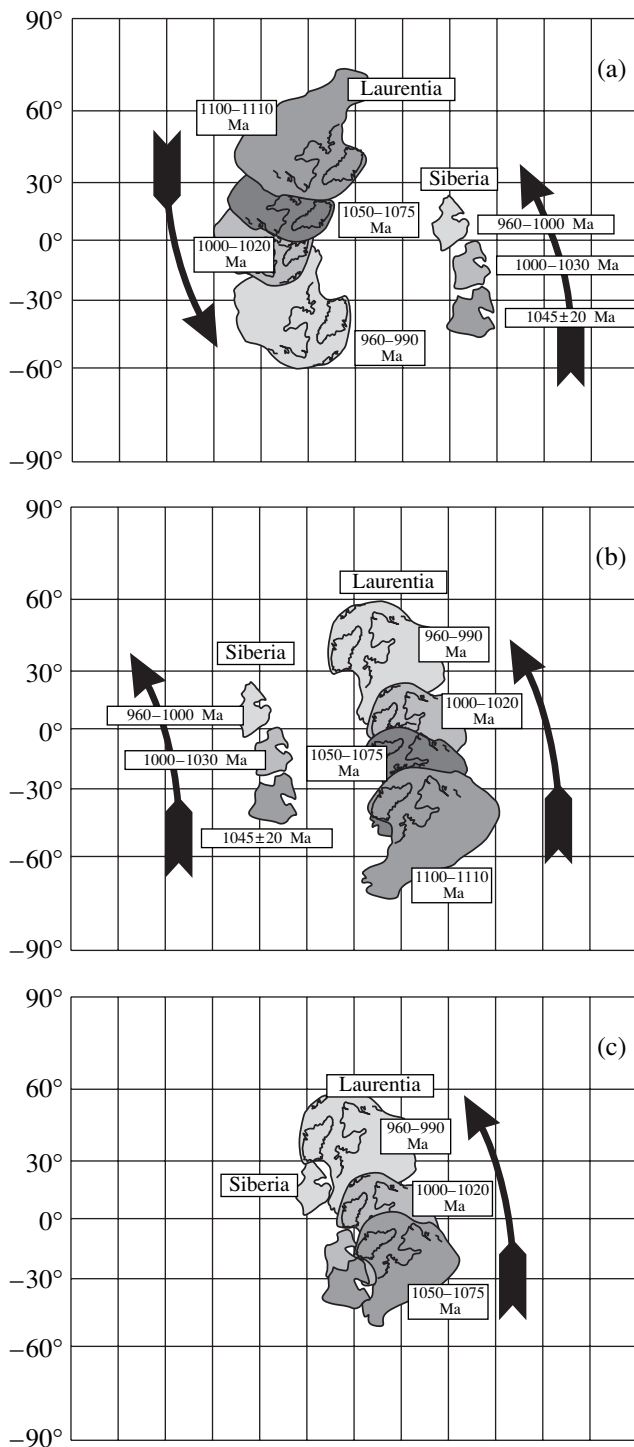 90°
(a)
Laurentia
60°
1100–1110
Ma
30°
Siberia
1050–1075
Ma
960–1000 Ma
0°
1000–1020
Ma
1000–1030 Ma
–30°
1045±20 Ma
960–990
Ma
–60°
–90°
90°
(b)
Laurentia
60°
960–990
Ma
Siberia
30°
1000–1020
Ma
960–1000 Ma
0°
1050–1075
Ma
1000–1030 Ma
–30°
1045±20 Ma
–60°
1100–1110
Ma
–90°
90°
(c)
Laurentia
60°
960–990
Ma
30°
Siberia
1000–1020
Ma
0°
–30°
1050–1075
Ma
–60°
–90°